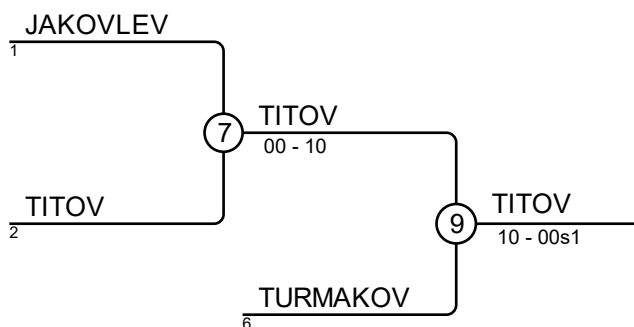 JAKOVLEV
1
7
TITOV
00 - 10
TITOV
2
9
TITOV
10 - 00s1
TURMAKOV
6